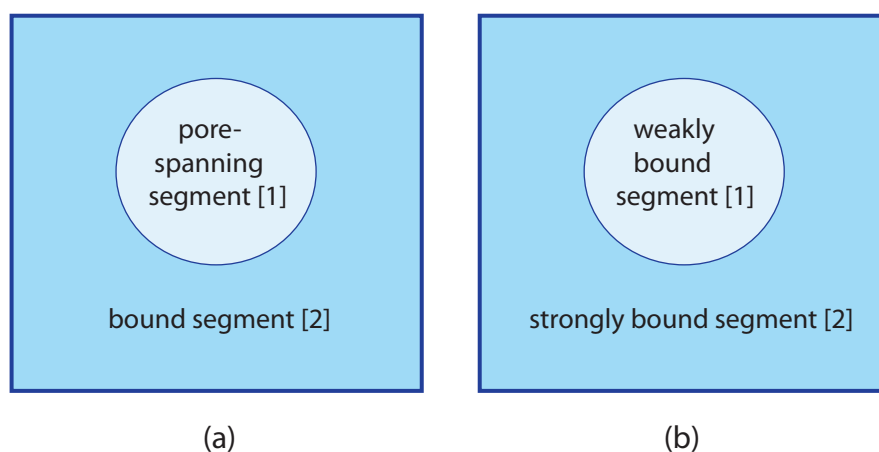 pore-
spanning
segment [1]
bound segment [2]
(a)
weakly
bound
segment [1]
strongly bound segment [2]
(b)